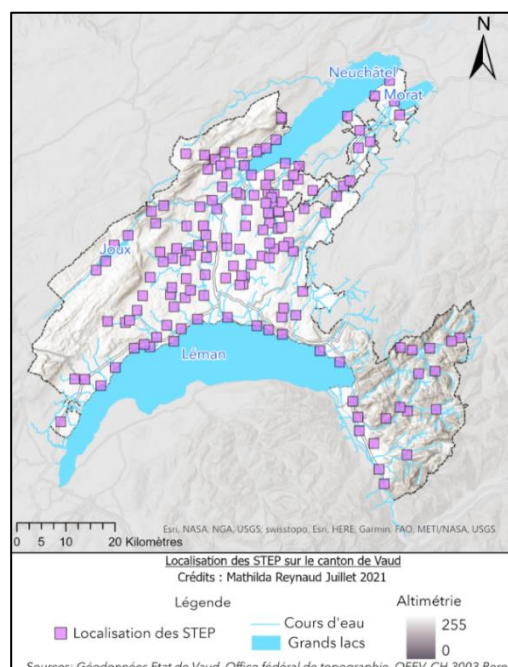 N
Neuchâtel
Morat
Joux
Léman
Esri, NASA, NGA, USGS, swisstopo, Esri, HERE, Garmin, FAO, METI/NASA, USGS
0 5 10 20 Kilomètres
Localisation des STEP sur le canton de Vaud
Crédits : Mathilda Reynaud Juillet 2021
Légende
Altimétrie
Localisation des STEP
Cours d'eau
Grands lacs
255
0
Sources: Géodonnées Etat de Vaud, Office fédéral de topographie, OFEV CH-3003 Bern